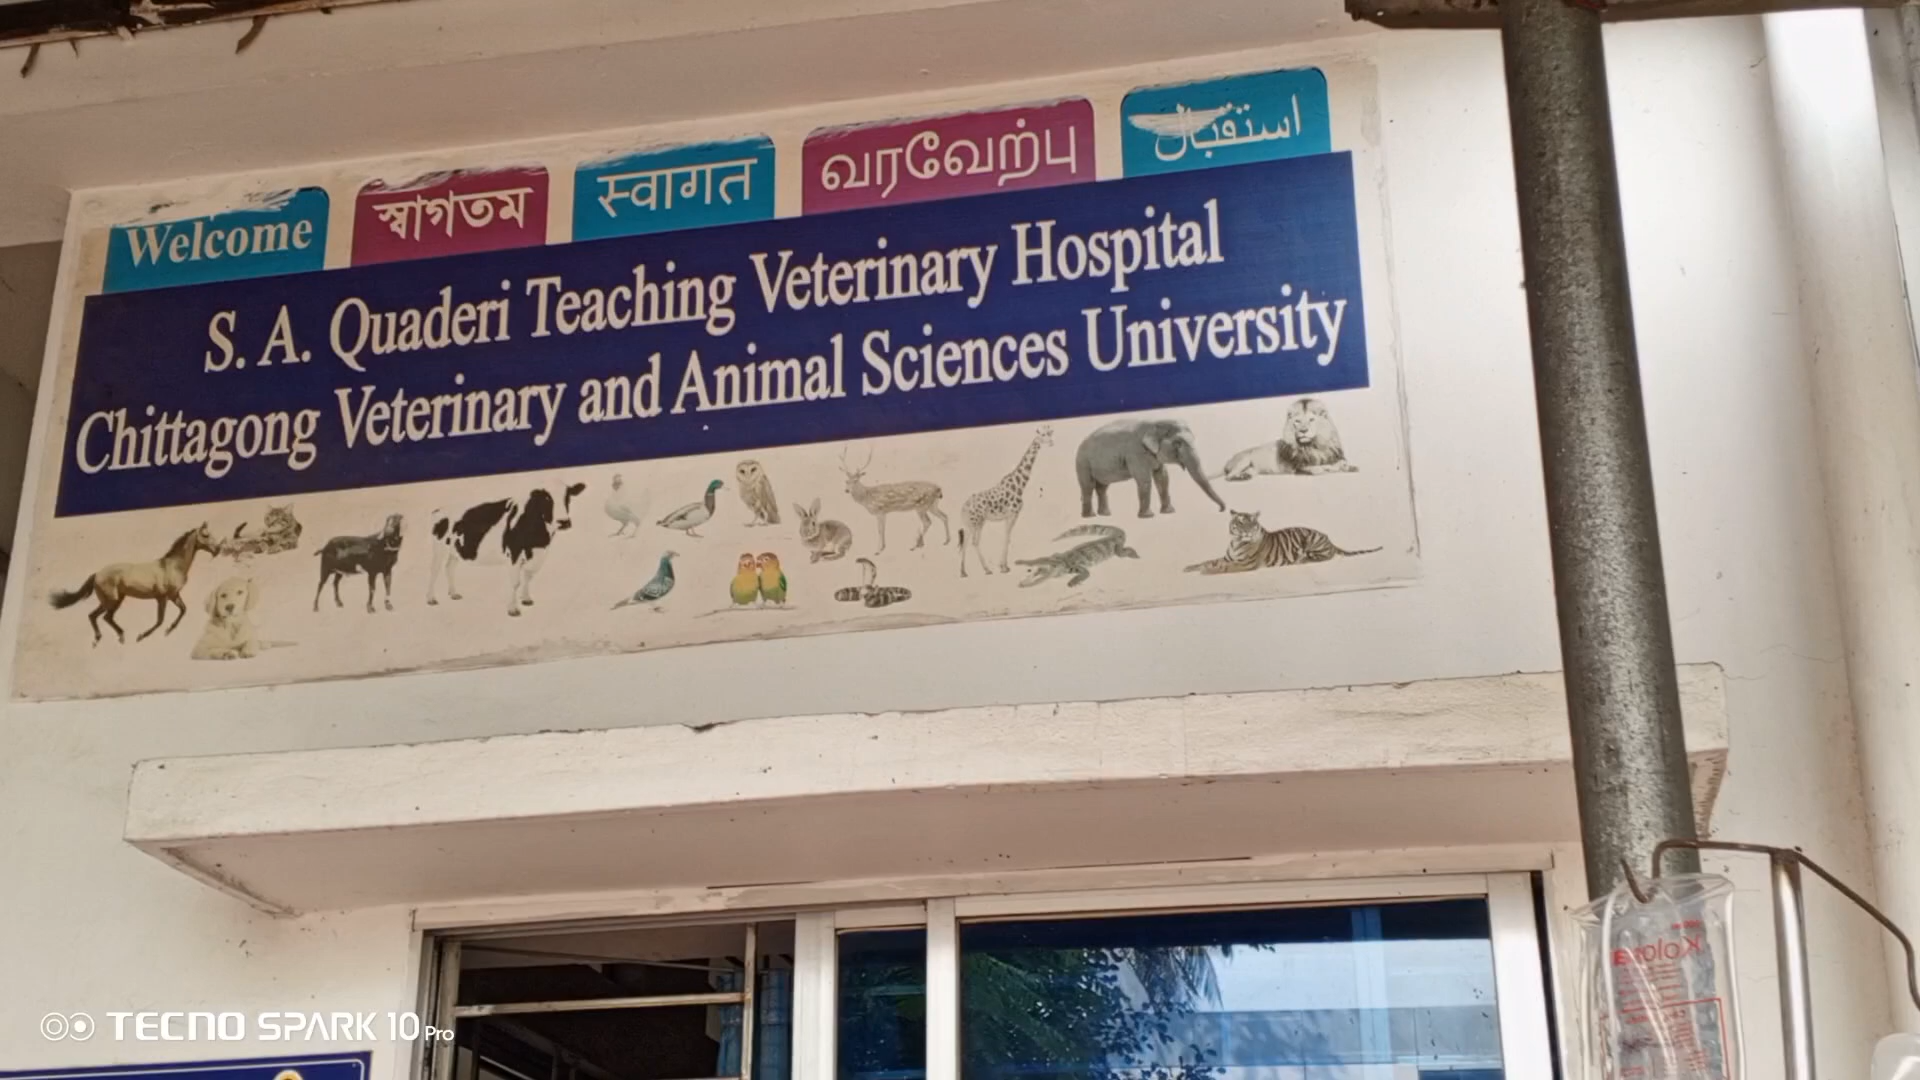 Welcome
স্বাগতম
स्वागत
வரவேற்பு
استقبال
S. A. Quaderi Teaching Veterinary Hospital
Chittagong Veterinary and Animal Sciences University
TECNO SPARK 10 Pro